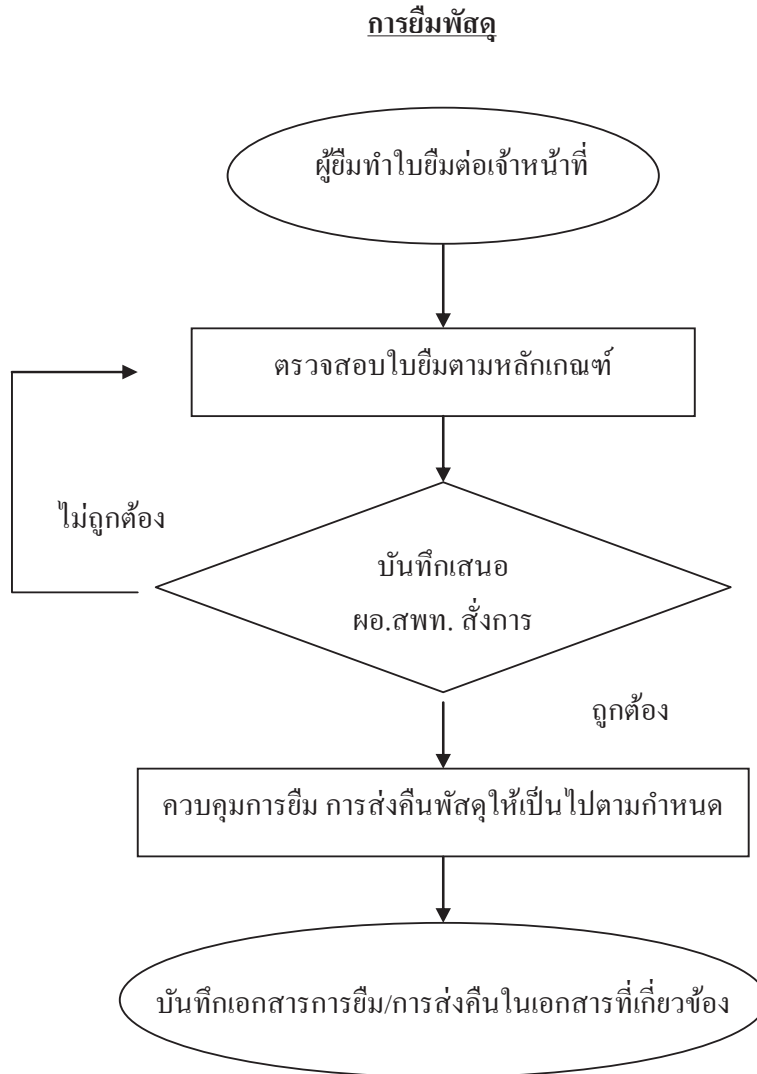 การยืมพัสดุ
ผู้ยืมทำใบยืมต่อเจ้าหน้าที่
ตรวจสอบใบยืมตามหลักเกณฑ์
ไม่ถูกต้อง
บันทึกเสนอ
ผอ.สพท. สั่งการ
ถูกต้อง
ควบคุมการยืม การส่งคืนพัสดุให้เป็นไปตามกำหนด
บันทึกเอกสารการยืม/การส่งคืนในเอกสารที่เกี่ยวข้อง